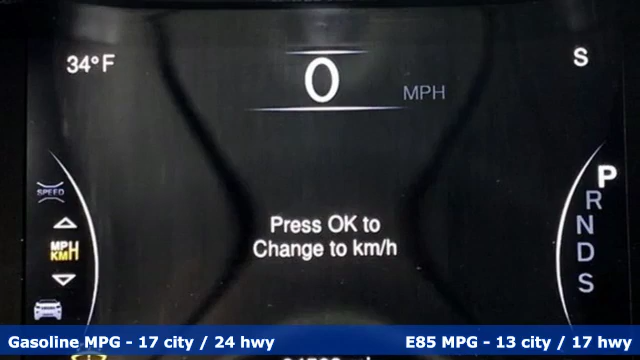 34°F
0
MPH
S
SPEED
MPH
KM/H
Press OK to
Change to km/h
P
R
N
D
S
Gasoline MPG - 17 city / 24 hwy
E85 MPG - 13 city / 17 hwy